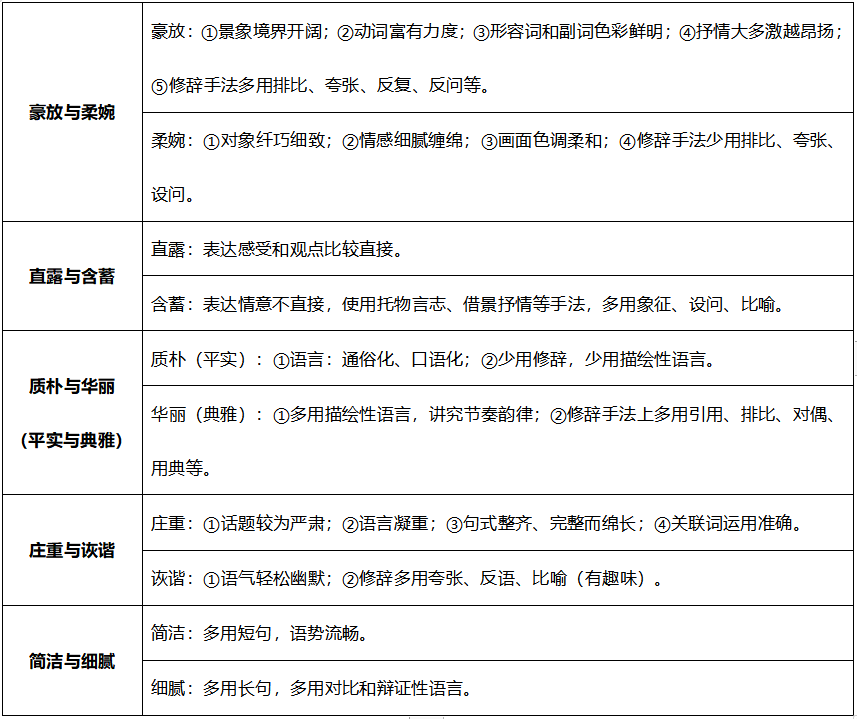 豪放与柔婉
豪放：①景象境界开阔；②动词富有力度；③形容词和副词色彩鲜明；④抒情大多激越昂扬；
⑤修辞手法多用排比、夸张、反复、反问等。
柔婉：①对象纤巧细致；②情感细腻缠绵；③画面色调柔和；④修辞手法少用排比、夸张、
设问。
直露与含蓄
直露：表达感受和观点比较直接。
含蓄：表达情意不直接，使用托物言志、借景抒情等手法，多用象征、设问、比喻。
质朴与华丽
（平实与典雅）
质朴（平实）：①语言：通俗化、口语化；②少用修辞，少用描绘性语言。
华丽（典雅）：①多用描绘性语言，讲究节奏韵律；②修辞手法上多用引用、排比、对偶、
用典等。
庄重与诙谐
庄重：①话题较为严肃；②语言凝重；③句式整齐、完整而绵长；④关联词运用准确。
诙谐：①语气轻松幽默；②修辞多用夸张、反语、比喻（有趣味）。
简洁与细腻
简洁：多用短句，语势流畅。
细腻：多用长句，多用对比和辩证性语言。